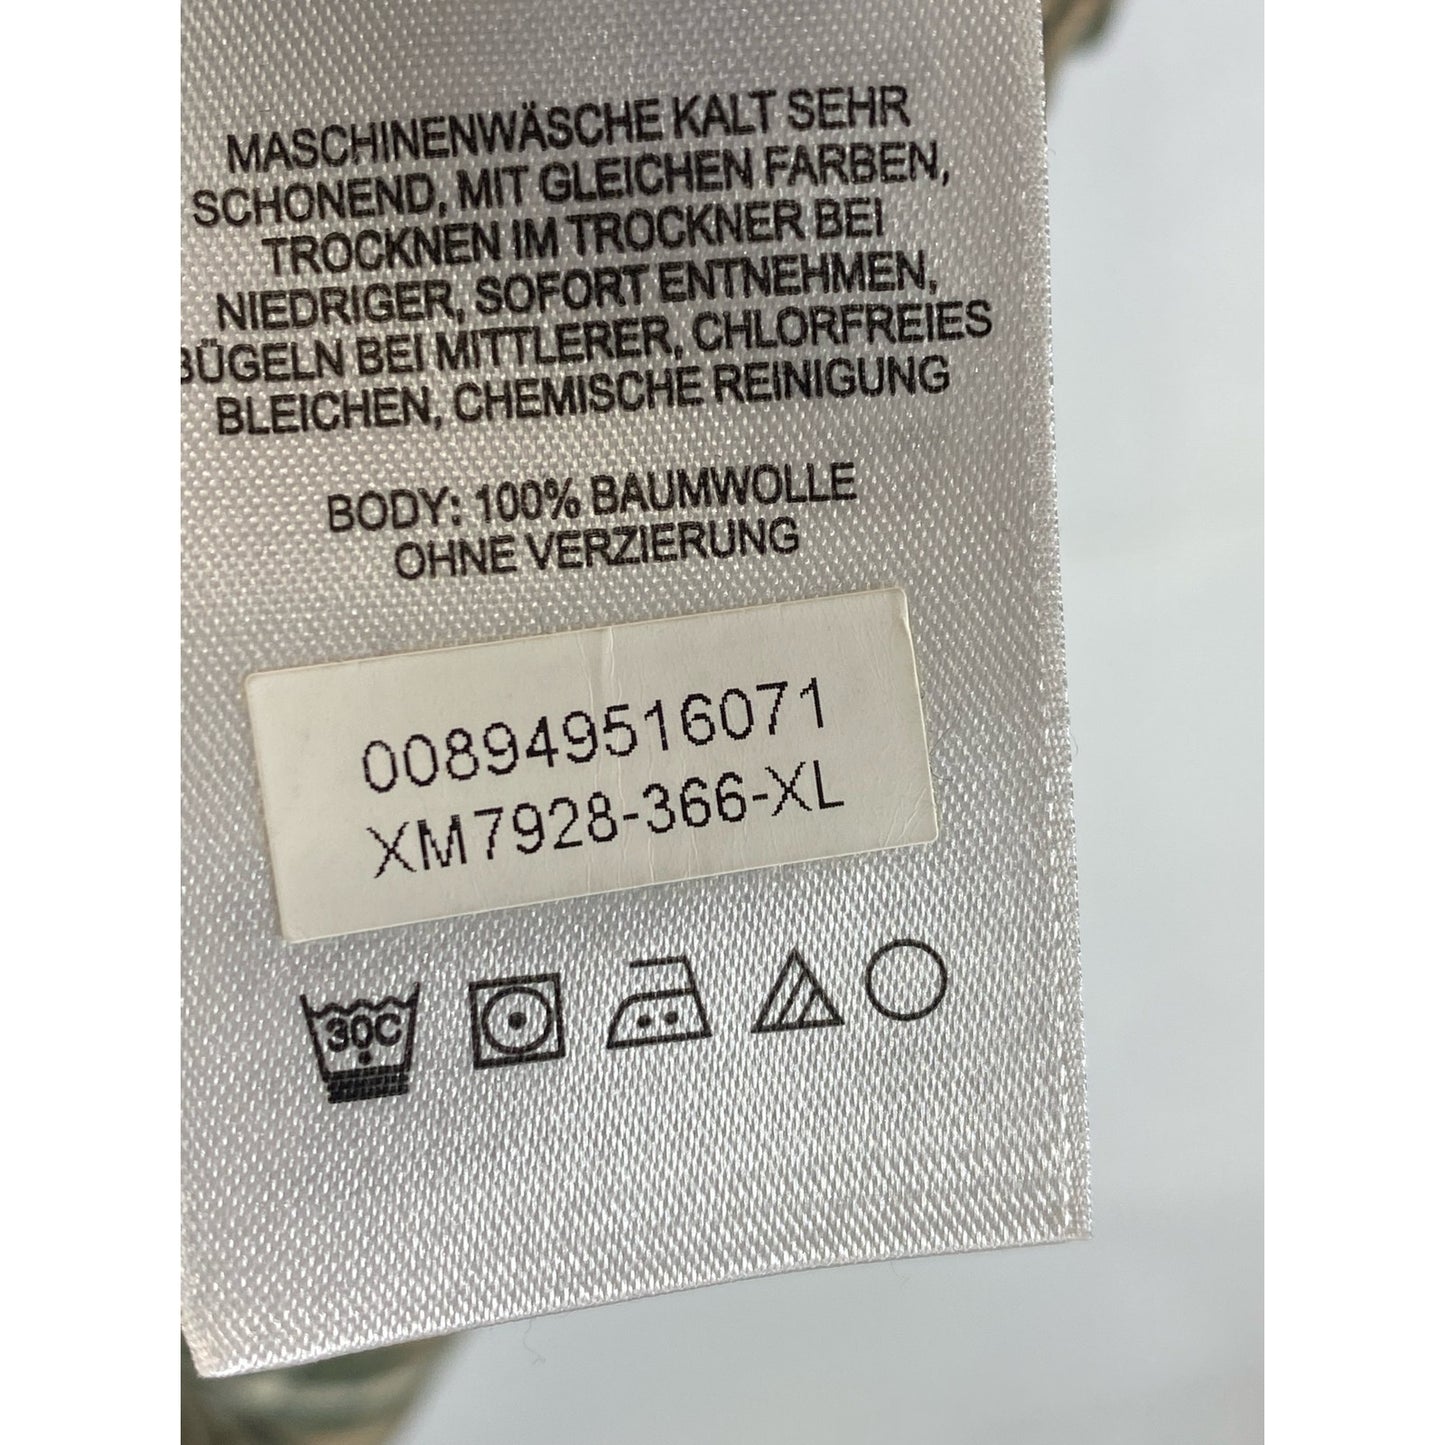 MASCHINENWÄSCHE KALT SEHR
SCHONEND, MIT GLEICHEN FARBEN,
TROCKNEN IM TROCKNER BEI
NIEDRIGER, SOFORT ENTNEHMEN,
BÜGELN BEI MITTLERER, CHLORFREIES
BLEICHEN, CHEMISCHE REINIGUNG
BODY: 100% BAUMWOLLE
OHNE VERZIERUNG
008949516071
XM7928-366-XL
30C